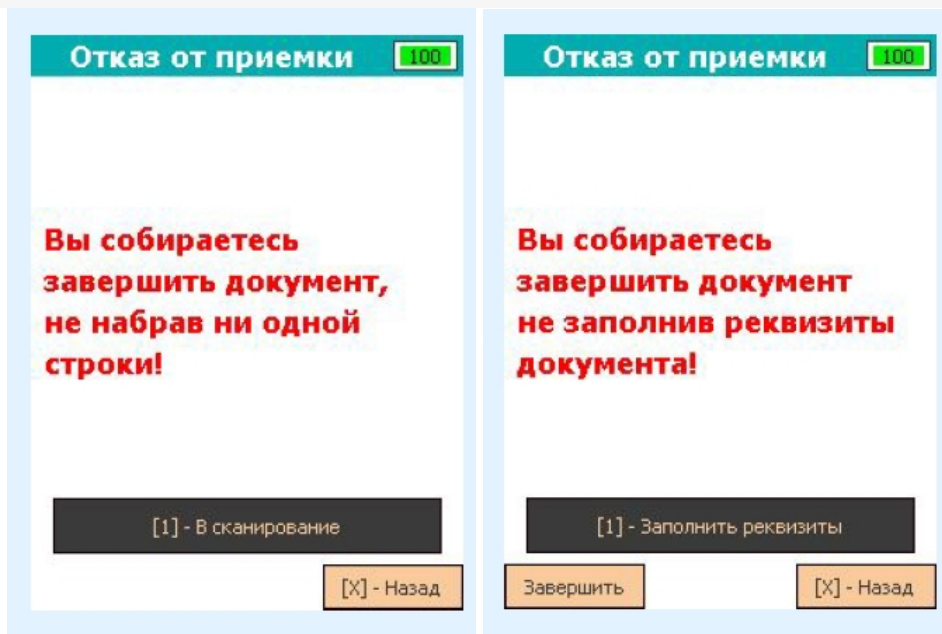 Отказ от приемки 100
Вы собираетесь
завершить документ,
не набрав ни одной
строки!
[1] - В сканирование
[X] - Назад
Отказ от приемки 100
Вы собираетесь
завершить документ
не заполнив реквизиты
документа!
[1] - Заполнить реквизиты
Завершить [X] - Назад